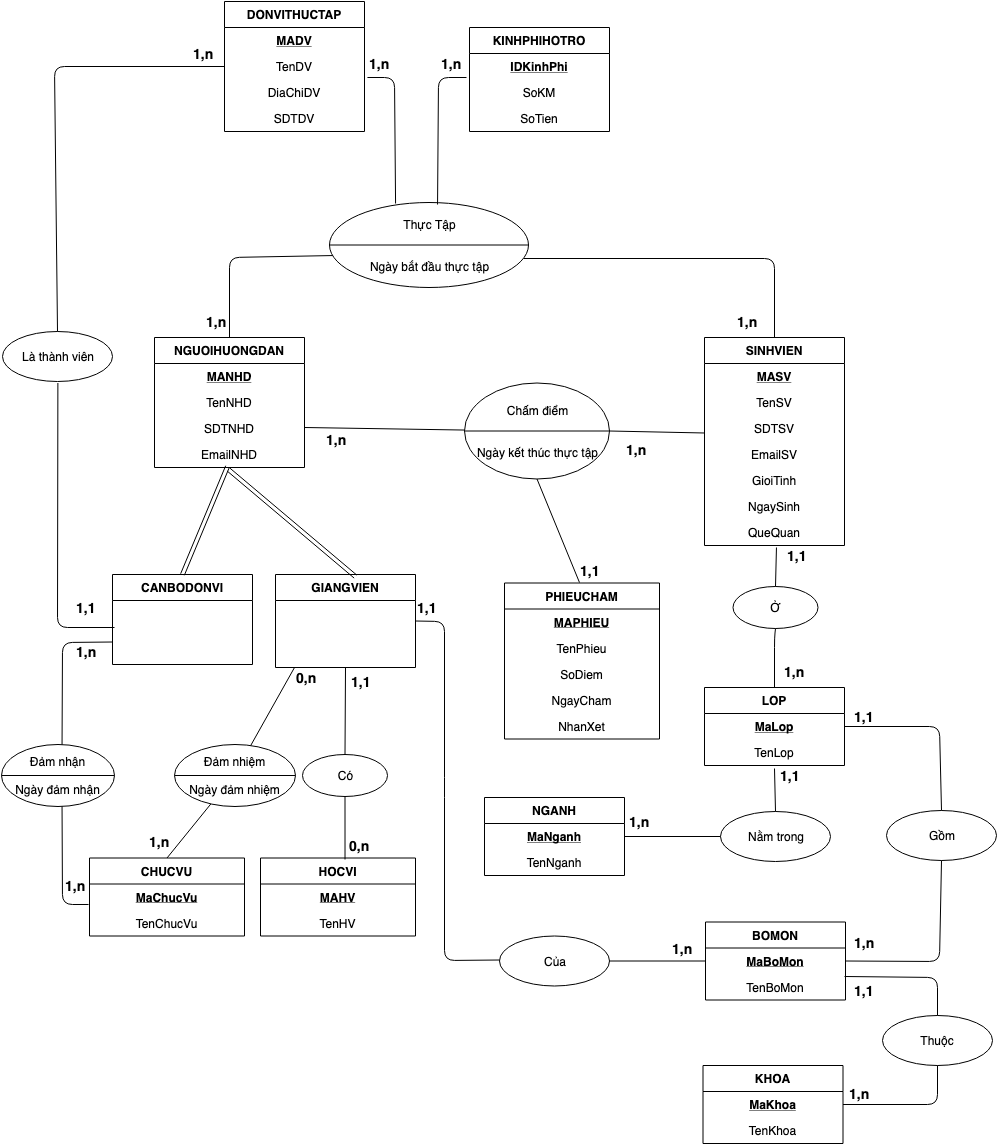 DONVITHUCTAP
MADV
TenDV
DiaChiDV
SDTDV
1,n
1,n
KINHPHIHOTRO
IDKinhPhi
SoKM
SoTien
1,n
Thực Tập
Ngày bắt đầu thực tập
1,n
1,n
Là thành viên
NGUOIHUONGDAN
MANHD
TenNHD
SDTNHD
EmailNHD
1,n
Chấm điểm
Ngày kết thúc thực tập
1,n
SINHVIEN
MASV
TenSV
SDTSV
EmailSV
GioiTinh
NgaySinh
QueQuan
1,1
1,1
CANBODONVI
1,1
1,n
GIANGVIEN
1,1
0,n
1,1
PHIEUCHAM
MAPHIEU
TenPhieu
SoDiem
NgayCham
NhanXet
Ở
1,n
LOP
MaLop
TenLop
1,1
1,1
Đảm nhận
Ngày đảm nhận
Đảm nhiệm
Ngày đảm nhiệm
Có
1,n
0,n
1,n
CHUCVU
MaChucVu
TenChucVu
HOCVI
MAHV
TenHV
NGANH
MaNganh
TenNganh
1,n
Nằm trong
Gồm
Của
1,n
BOMON
MaBoMon
TenBoMon
1,n
1,1
Thuộc
KHOA
MaKhoa
TenKhoa
1,n